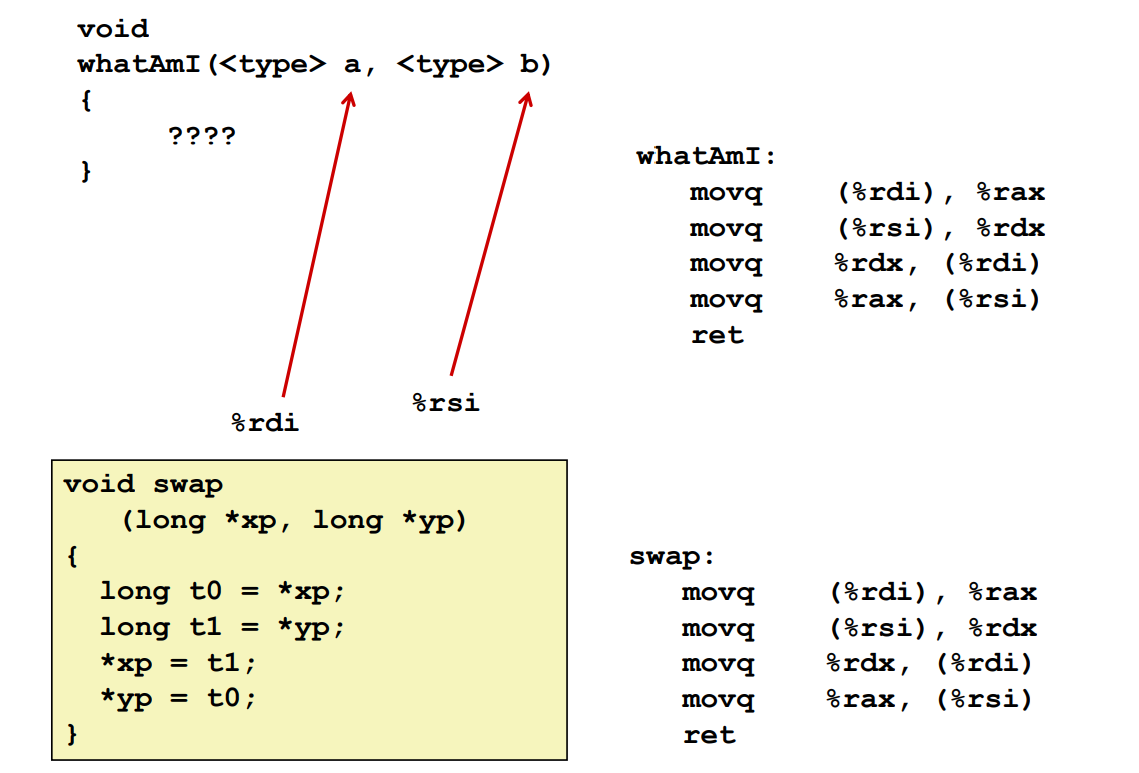 void
whatAmI(<type> a, <type> b)
{
????
}
%rdi
%rsi
whatAmI:
movq (%rdi), %rax
movq (%rsi), %rdx
movq %rdx, (%rdi)
movq %rax, (%rsi)
ret
void swap
(long *xp, long *yp)
{
long t0 = *xp;
long t1 = *yp;
*xp = t1;
*yp = t0;
}
swap:
movq (%rdi), %rax
movq (%rsi), %rdx
movq %rdx, (%rdi)
movq %rax, (%rsi)
ret